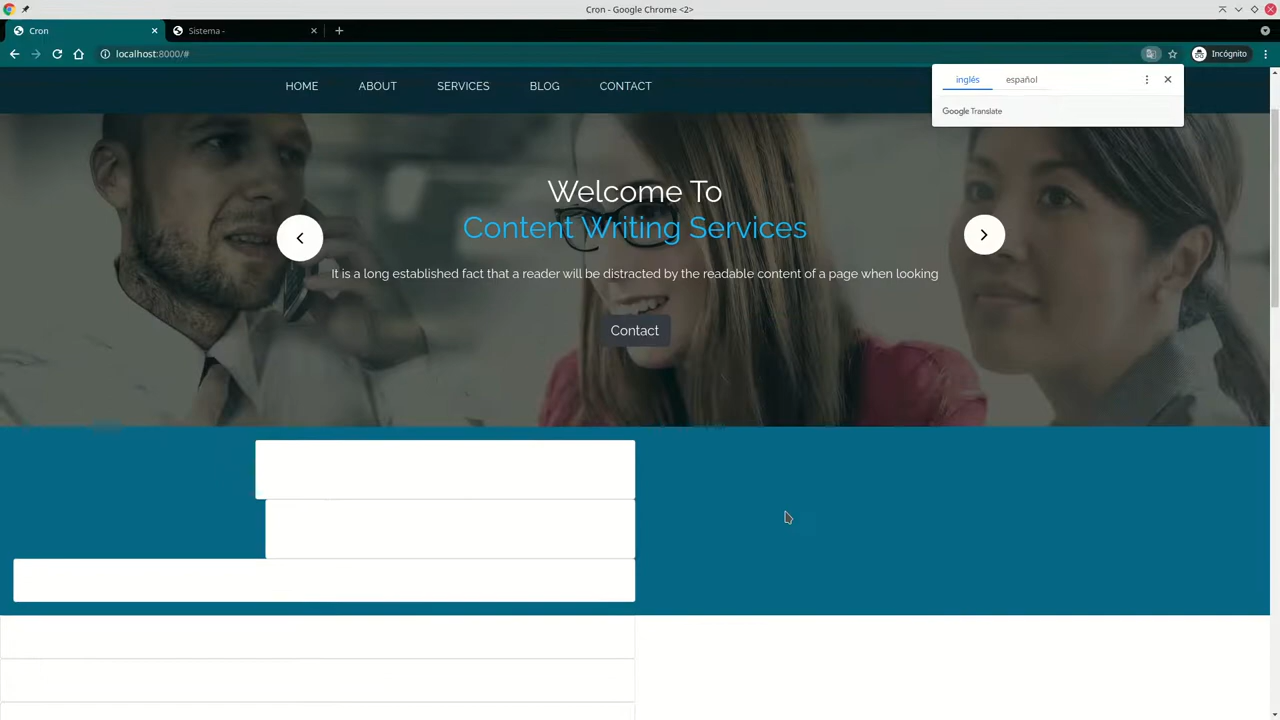 Cron - Google Chrome <2>
Cron
Sistema -
localhost:8000/#
Incógnito
inglés español
Google Translate
HOME ABOUT SERVICES BLOG CONTACT
Welcome To
Content Writing Services
It is a long established fact that a reader will be distracted by the readable content of a page when looking
Contact